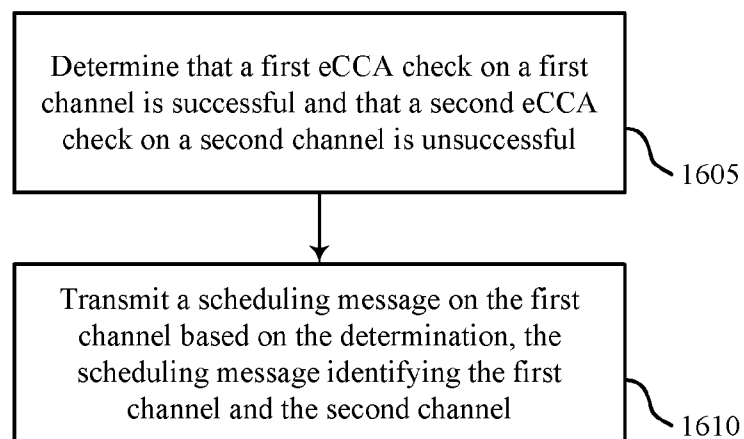 Determine that a first eCCA check on a first
channel is successful and that a second eCCA
check on a second channel is unsuccessful
1605
Transmit a scheduling message on the first
channel based on the determination, the
scheduling message identifying the first
channel and the second channel
1610